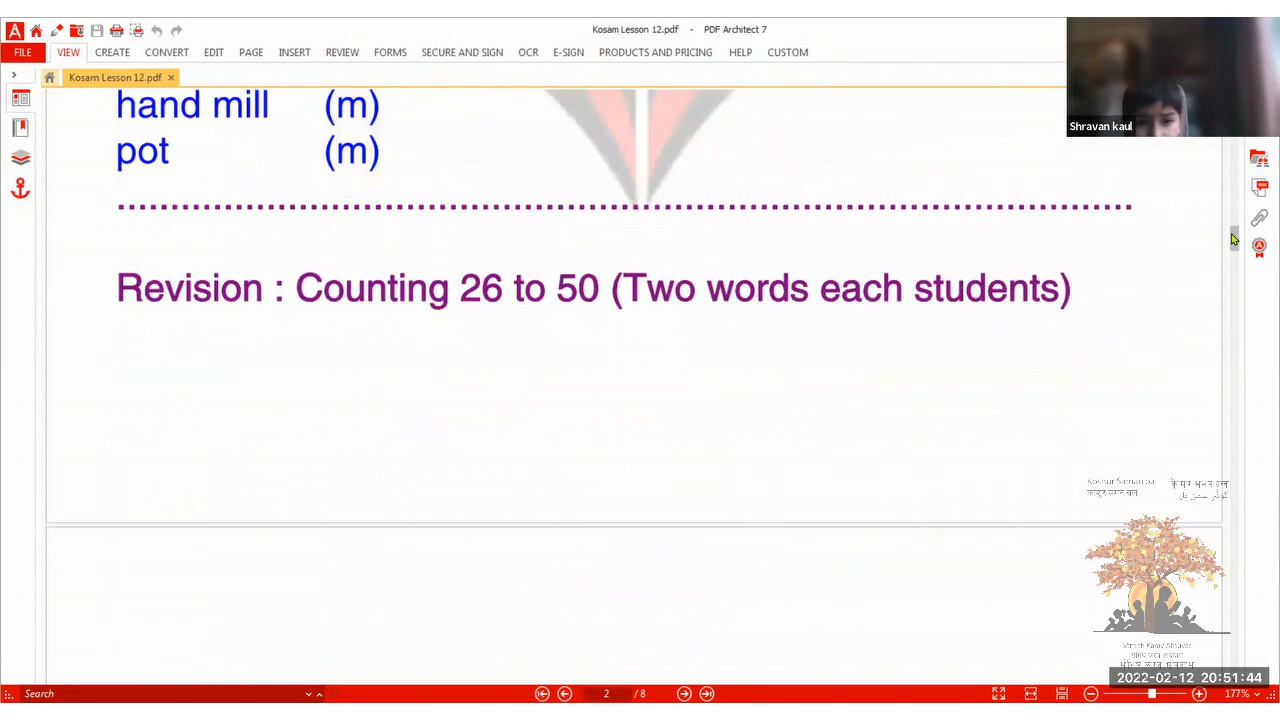 Kosam Lesson 12.pdf - PDF Architect 7
FILE VIEW CREATE CONVERT EDIT PAGE INSERT REVIEW FORMS SECURE AND SIGN OCR E-SIGN PRODUCTS AND PRICING HELP CUSTOM
Kosam Lesson 12.pdf
Shravan kaul
hand mill (m)
pot (m)
Revision : Counting 26 to 50 (Two words each students)
2022-02-12 20:51:44
Search
2 / 8
177%